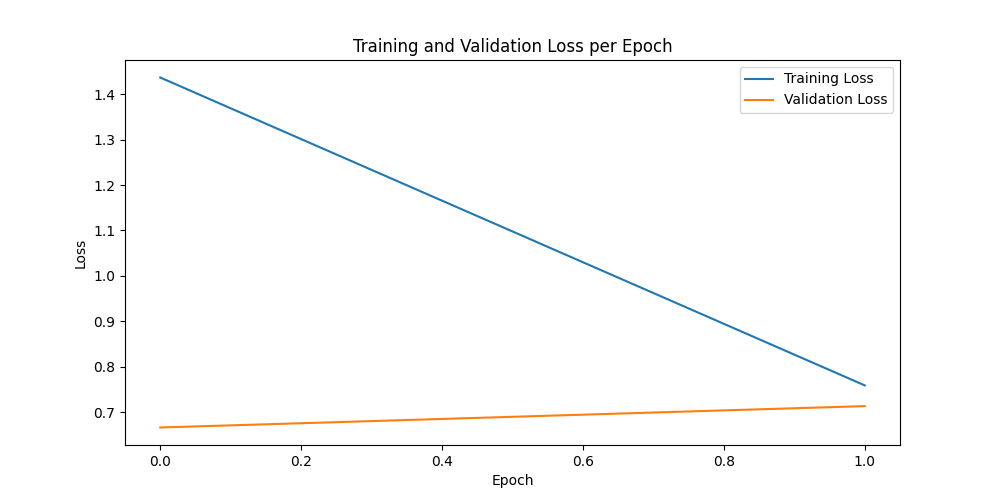 Training and Validation Loss per Epoch
Training Loss
Validation Loss
1.4
1.3
1.2
1.1
1.0
0.9
0.8
0.7
Loss
0.0 0.2 0.4 0.6 0.8 1.0
Epoch